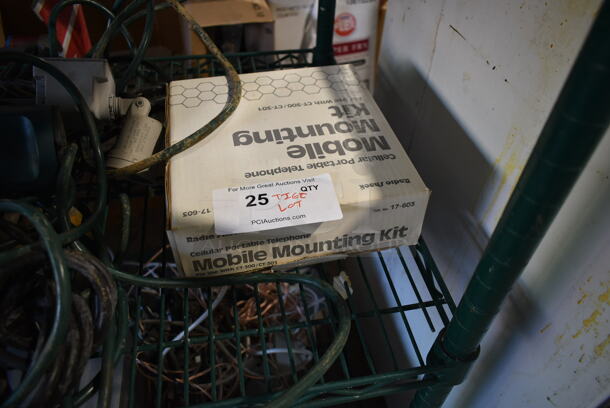 For Use With CT-300/CT-301
Mobile
Mounting
Kit
Cellular Portable Telephone
Radio Shack
17-603
17-603
For More Great Auctions Visit
25 TIGE LOT QTY
PCIAuctions.com
Radio
Cellular Portable Telephone
Mobile Mounting Kit
For use with CT-300/CT-301